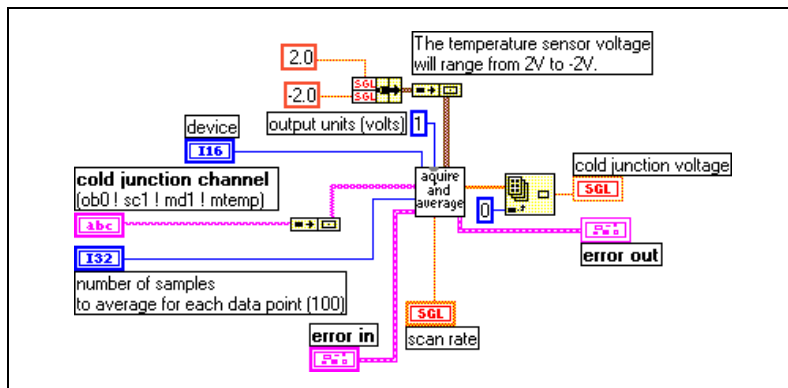 The temperature sensor voltage
will range from 2V to -2V.
2.0
-2.0
SGL
SGL
device
output units (volts)
1
I16
cold junction channel
(ob0 ! sc1 ! md1 ! mtemp)
abc
aquire
and
average
0
cold junction voltage
SGL
error out
I32
number of samples
to average for each data point (100)
SGL
scan rate
error in